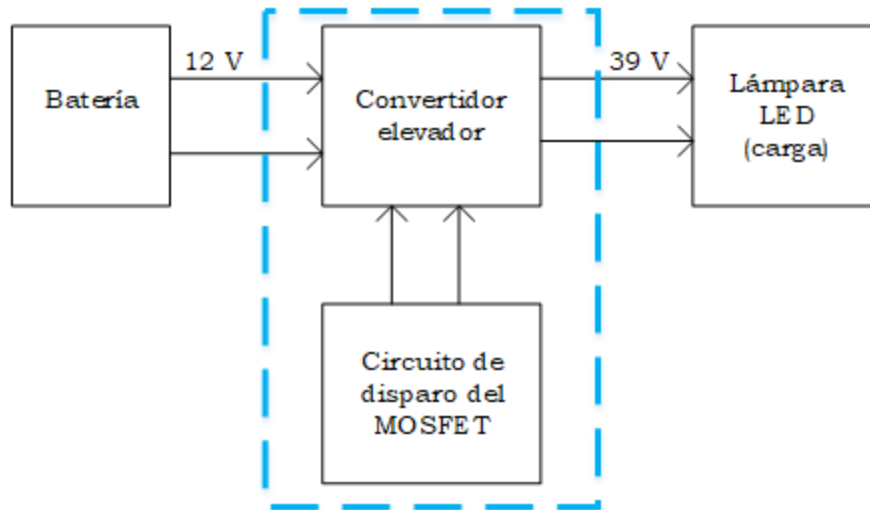 Batería
12 V
Convertidor
elevador
39 V
Lámpara
LED
(carga)
Circuito de
disparo del
MOSFET